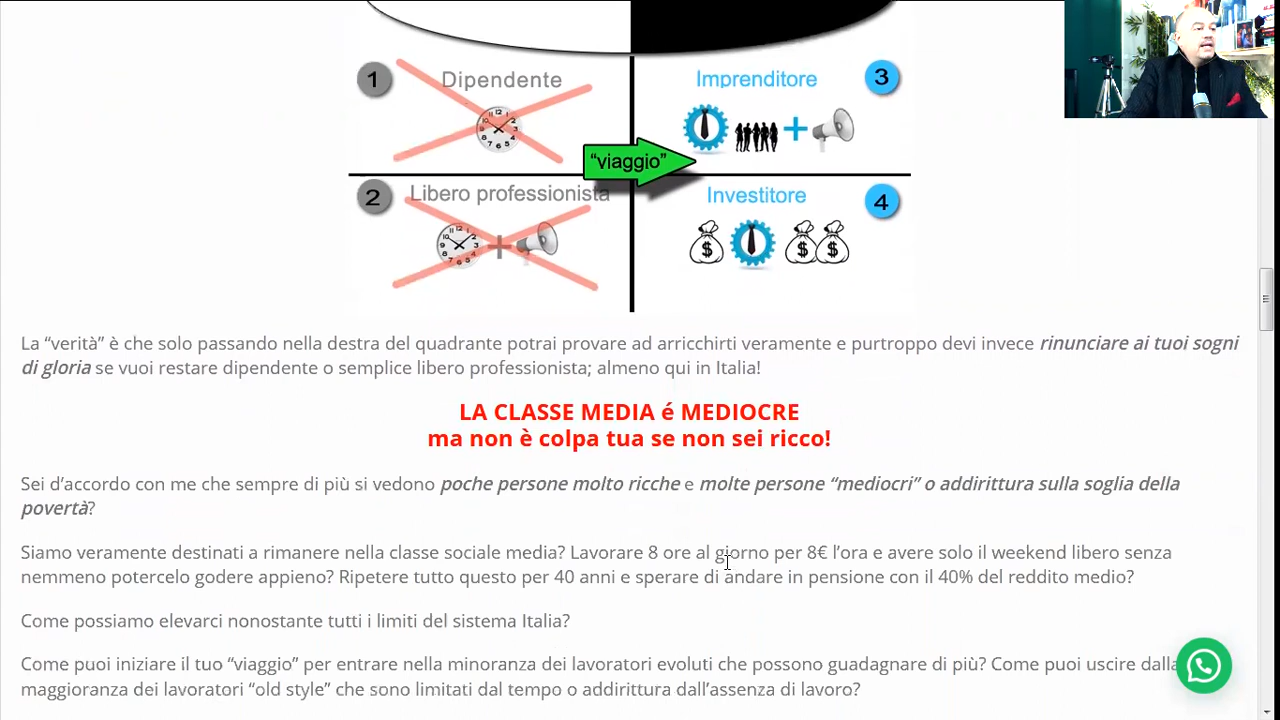 1 Dipendente
Imprenditore 3
+
"viaggio"
2 Libero professionista
Investitore 4
+
$ $ $
La “verità” è che solo passando nella destra del quadrante potrai provare ad arricchirti veramente e purtroppo devi invece rinunciare ai tuoi sogni
di gloria se vuoi restare dipendente o semplice libero professionista; almeno qui in Italia!
LA CLASSE MEDIA é MEDIOCRE
ma non è colpa tua se non sei ricco!
Sei d’accordo con me che sempre di più si vedono poche persone molto ricche e molte persone “mediocri” o addirittura sulla soglia della
povertà?
Siamo veramente destinati a rimanere nella classe sociale media? Lavorare 8 ore al giorno per 8€ l’ora e avere solo il weekend libero senza
nemmeno potercelo godere appieno? Ripetere tutto questo per 40 anni e sperare di andare in pensione con il 40% del reddito medio?
Come possiamo elevarci nonostante tutti i limiti del sistema Italia?
Come puoi iniziare il tuo “viaggio” per entrare nella minoranza dei lavoratori evoluti che possono guadagnare di più? Come puoi uscire dalla
maggioranza dei lavoratori “old style” che sono limitati dal tempo o addirittura dall’assenza di lavoro?